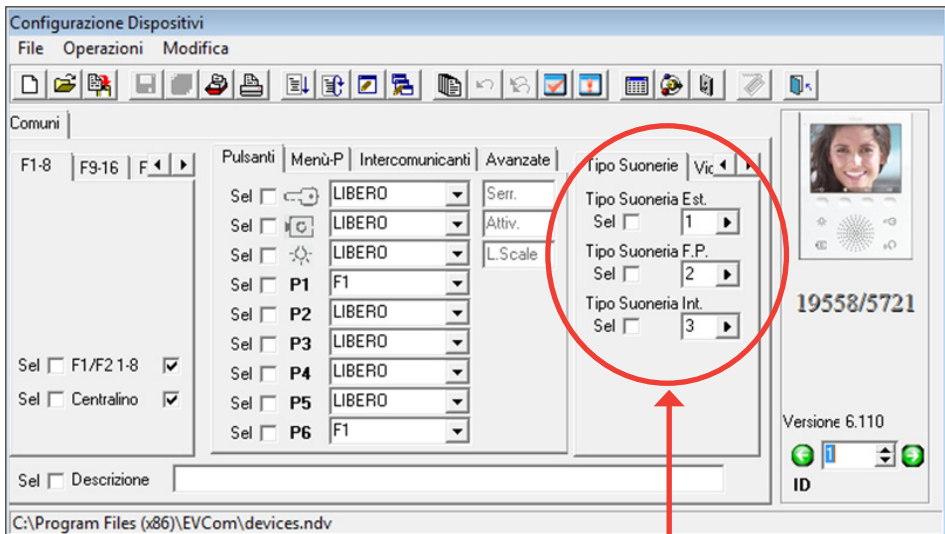 Configurazione Dispositivi
File Operazioni Modifica
Comuni
F1-8 F9-16 F
Pulsanti Menù-P Intercomunicanti Avanzate
Tipo Suonerie
Sel LIBERO Serr.
Sel LIBERO Attiv.
Sel LIBERO L.Scale
Sel P1 F1
Sel P2 LIBERO
Sel P3 LIBERO
Sel P4 LIBERO
Sel P5 LIBERO
Sel P6 F1
Tipo Suoneria Est.
Sel 1
Tipo Suoneria F.P.
Sel 2
Tipo Suoneria Int.
Sel 3
Sel F1/F2 1-8
Sel Centralino
Sel Descrizione
19558/5721
Versione 6.110
1
ID
C:\Program Files (x86)\EVCom\devices.ndv